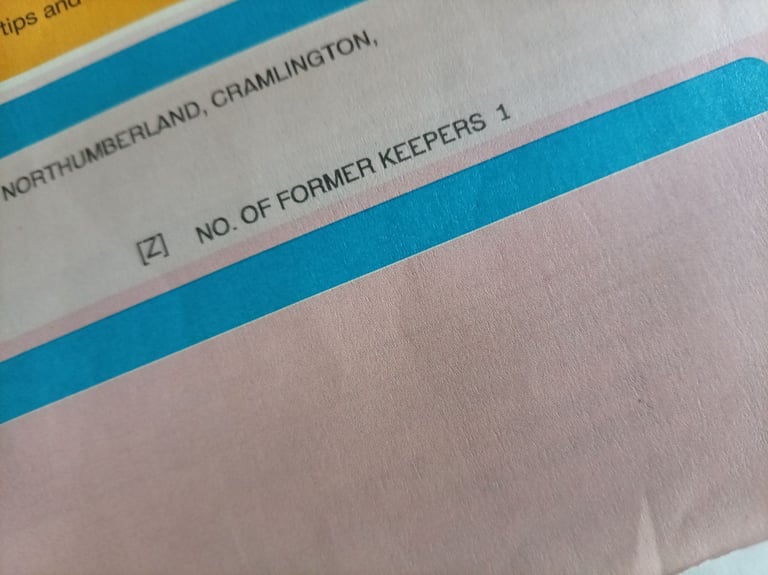 tips and
NORTHUMBERLAND, CRAMLINGTON,
[Z] NO. OF FORMER KEEPERS 1